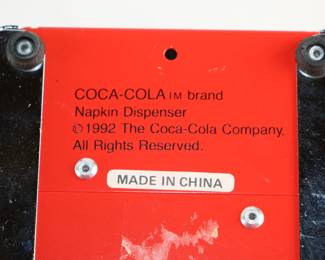 COCA-COLA TM brand
Napkin Dispenser
©1992 The Coca-Cola Company.
All Rights Reserved.
MADE IN CHINA